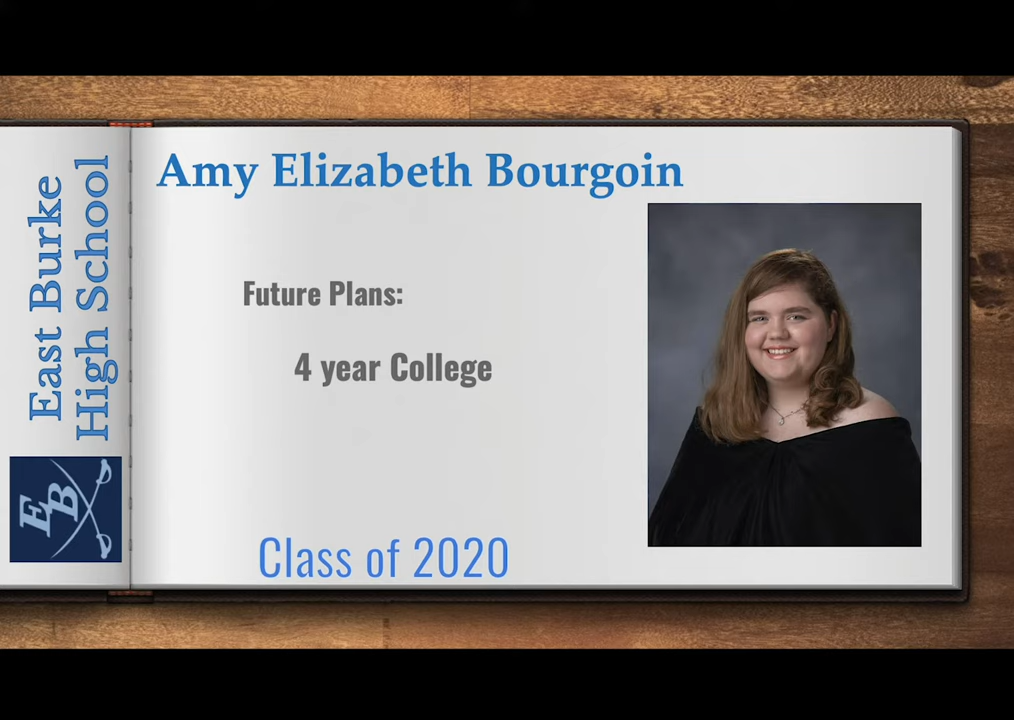 East Burke
High School
EB
Amy Elizabeth Bourgoin
Future Plans:
4 year College
Class of 2020